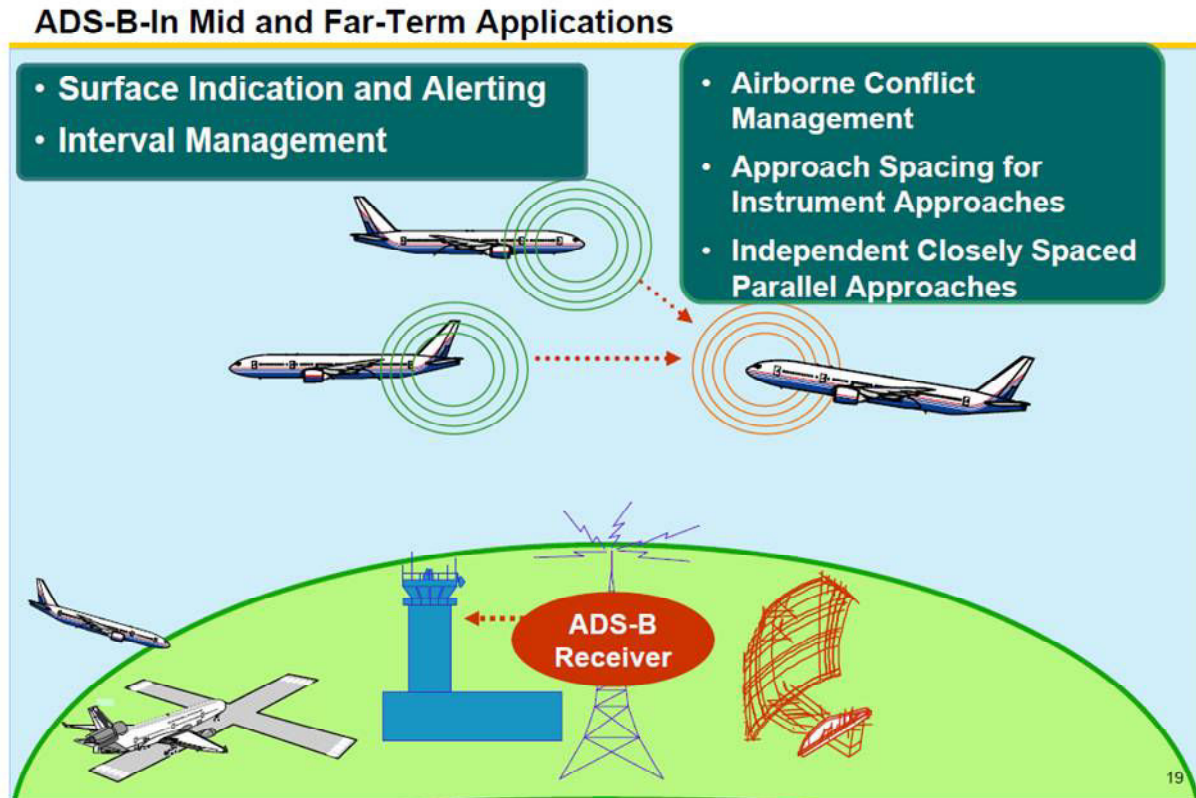 ADS-B-In Mid and Far-Term Applications
• Surface Indication and Alerting
• Interval Management
• Airborne Conflict
Management
• Approach Spacing for
Instrument Approaches
• Independent Closely Spaced
Parallel Approaches
ADS-B
Receiver
19